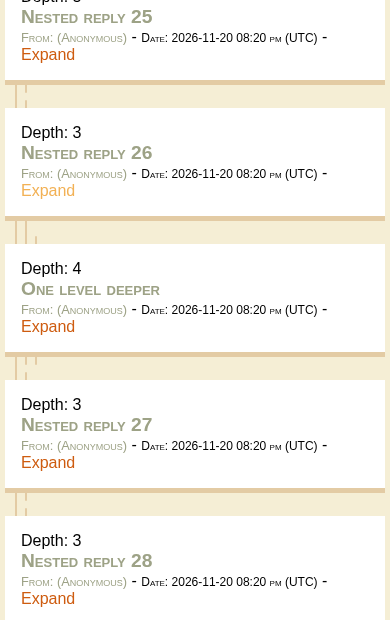 Nested reply 25
From: (Anonymous) - Date: 2026-11-20 08:20 pm (UTC) -
Expand
Depth: 3
Nested reply 26
From: (Anonymous) - Date: 2026-11-20 08:20 pm (UTC) -
Expand
Depth: 4
One level deeper
From: (Anonymous) - Date: 2026-11-20 08:20 pm (UTC) -
Expand
Depth: 3
Nested reply 27
From: (Anonymous) - Date: 2026-11-20 08:20 pm (UTC) -
Expand
Depth: 3
Nested reply 28
From: (Anonymous) - Date: 2026-11-20 08:20 pm (UTC) -
Expand